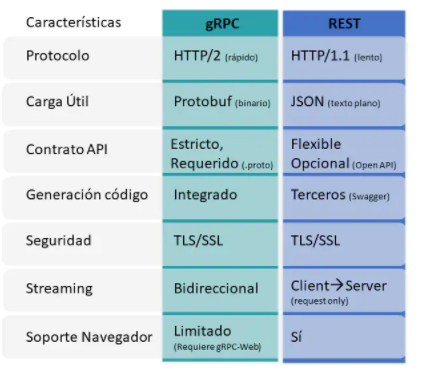 Características gRPC REST
Protocolo HTTP/2 (rápido) HTTP/1.1 (lento)
Carga Útil Protobuf (binario) JSON (texto plano)
Contrato API Estricto, Requerido (.proto) Flexible Opcional (Open API)
Generación código Integrado Terceros (Swagger)
Seguridad TLS/SSL TLS/SSL
Streaming Bidireccional Client→Server (request only)
Soporte Navegador Limitado (Requiere gRPC-Web) Sí